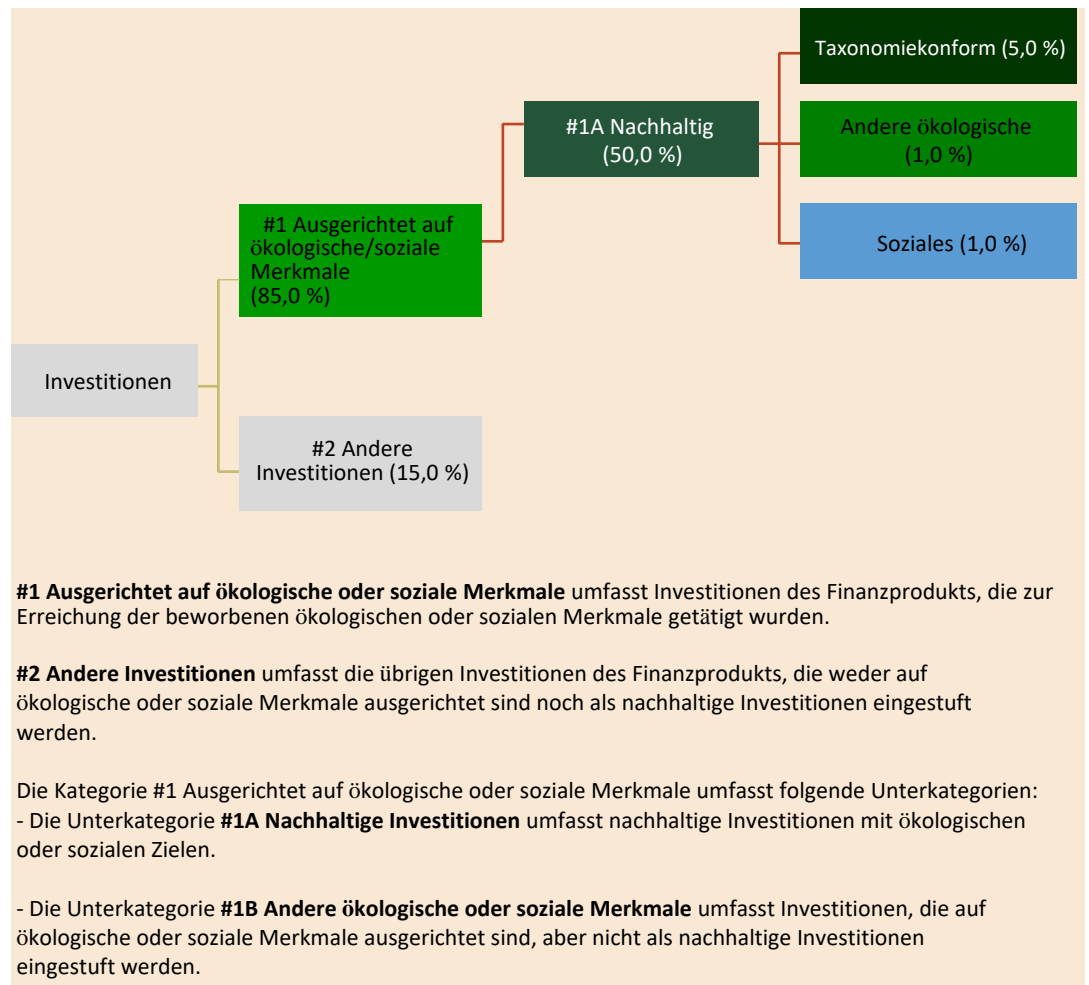 Taxonomiekonform (5,0 %)
#1A Nachhaltig
(50,0 %)
Andere ökologische
(1,0 %)
#1 Ausgerichtet auf
ökologische/soziale
Merkmale
(85,0 %)
Soziales (1,0 %)
Investitionen
#2 Andere
Investitionen (15,0 %)
#1 Ausgerichtet auf ökologische oder soziale Merkmale umfasst Investitionen des Finanzprodukts, die zur
Erreichung der beworbenen ökologischen oder sozialen Merkmale getätigt wurden.
#2 Andere Investitionen umfasst die übrigen Investitionen des Finanzprodukts, die weder auf
ökologische oder soziale Merkmale ausgerichtet sind noch als nachhaltige Investitionen eingestuft
werden.
Die Kategorie #1 Ausgerichtet auf ökologische oder soziale Merkmale umfasst folgende Unterkategorien:
- Die Unterkategorie #1A Nachhaltige Investitionen umfasst nachhaltige Investitionen mit ökologischen
oder sozialen Zielen.
- Die Unterkategorie #1B Andere ökologische oder soziale Merkmale umfasst Investitionen, die auf
ökologische oder soziale Merkmale ausgerichtet sind, aber nicht als nachhaltige Investitionen
eingestuft werden.